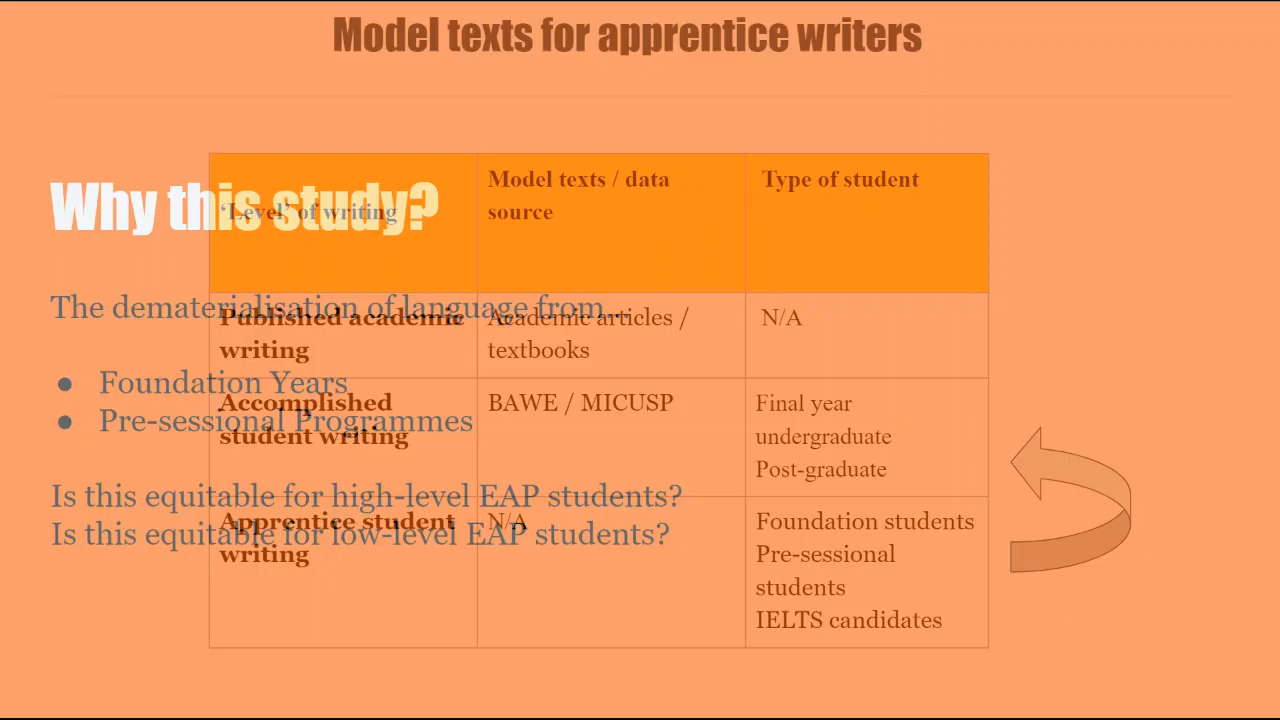 Model texts for apprentice writers
Why this study?
The dematerialisation of language from...
● Foundation Years
● Pre-sessional Programmes
Is this equitable for high-level EAP students?
Is this equitable for low-level EAP students?
‘Level’ of writing
Model texts / data
source
Type of student
Published academic
writing
Academic articles /
textbooks
N/A
Accomplished
student writing
BAWE / MICUSP
Final year
undergraduate
Post-graduate
Apprentice student
writing
N/A
Foundation students
Pre-sessional
students
IELTS candidates